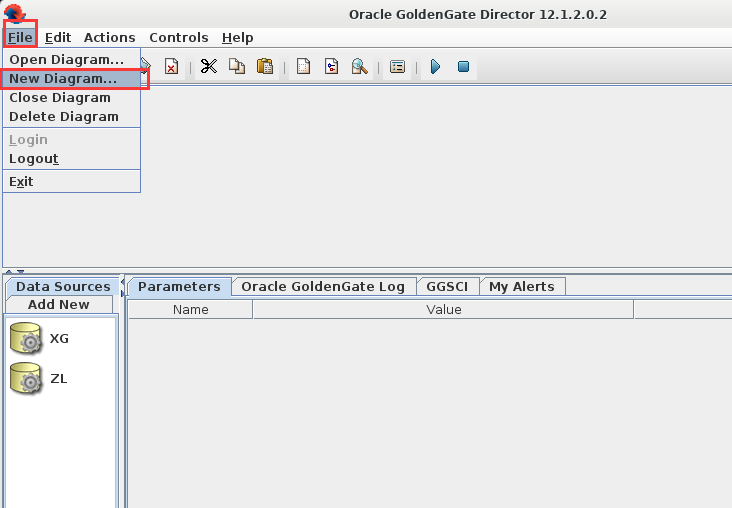 Oracle GoldenGate Director 12.1.2.0.2
File Edit Actions Controls Help
Open Diagram...
New Diagram...
Close Diagram
Delete Diagram
Login
Logout
Exit
Data Sources
Add New
XG
ZL
Parameters Oracle GoldenGate Log GGSCI My Alerts
Name Value